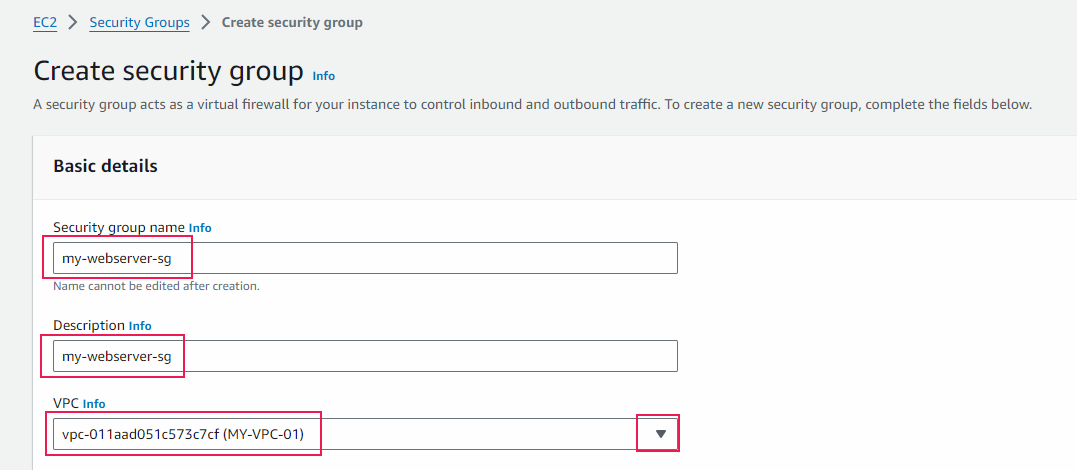 EC2 > Security Groups > Create security group
Create security group Info
A security group acts as a virtual firewall for your instance to control inbound and outbound traffic. To create a new security group, complete the fields below.
Basic details
Security group name Info
my-webserver-sg
Name cannot be edited after creation.
Description Info
my-webserver-sg
VPC Info
vpc-011aad051c573c7cf (MY-VPC-01)